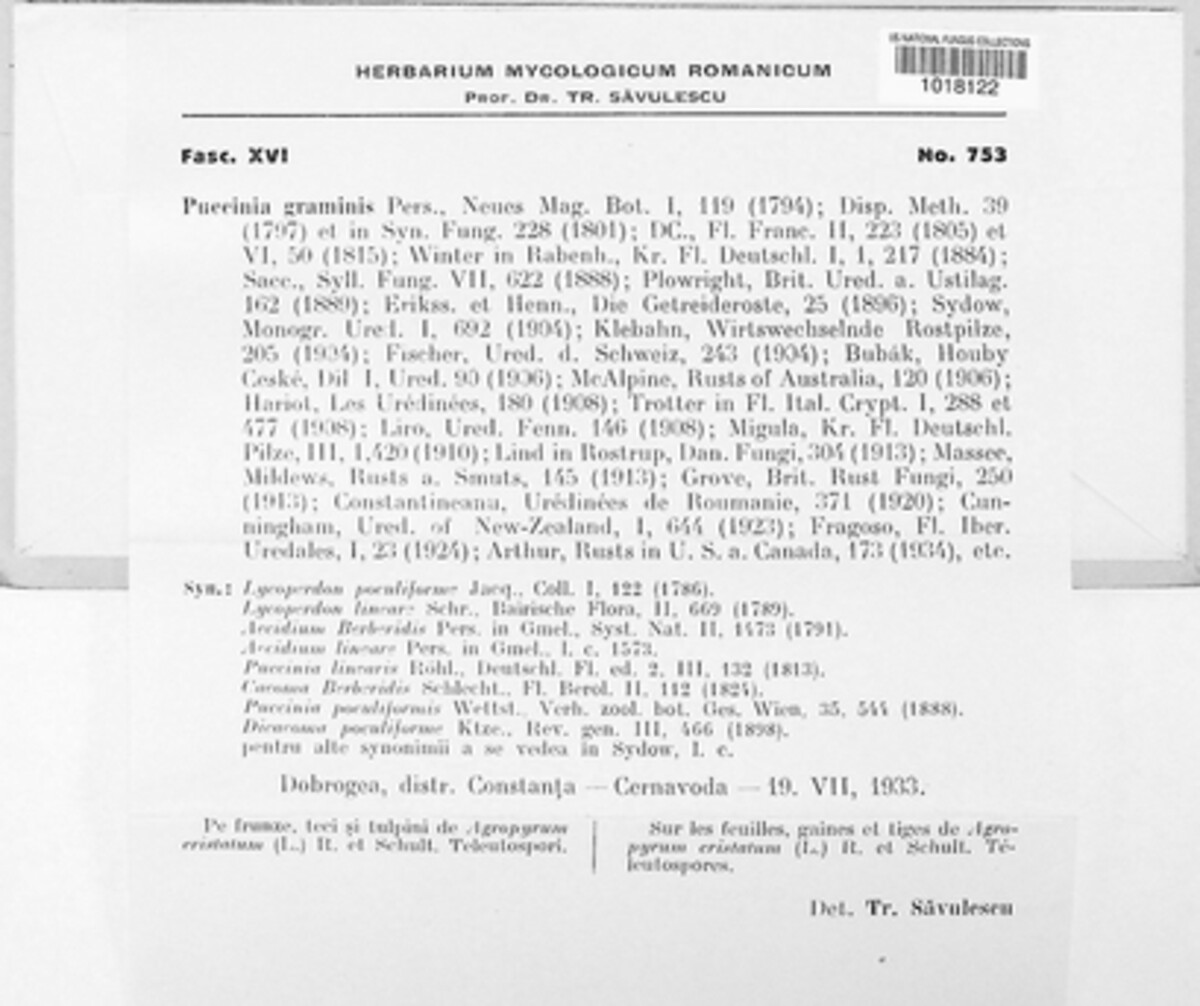 US NATIONAL FUNGUS COLLECTIONS
1018122
HERBARIUM MYCOLOGICUM ROMANICUM
PROF. DR. TR. SĂVULESCU
Fasc. XVI No. 753
Puccinia graminis Pers., Neues Mag. Bot. I, 119 (1794); Disp. Meth. 39
(1797) et in Syn. Fung. 228 (1801); DC., Fl. Franc. II, 223 (1805) et
VI, 50 (1815); Winter in Rabenh., Kr. Fl. Deutschl. I, 1, 217 (1884);
Sacc., Syll. Fung. VII, 622 (1888); Plowright, Brit. Ured. a. Ustilag.
162 (1889); Erikss. et Henn., Die Getreideroste, 25 (1896); Sydow,
Monogr. Ured. I, 692 (1904); Klebahn, Wirtswechselnde Rostpilze,
205 (1904); Fischer, Ured. d. Schweiz, 243 (1904); Bubák, Houby
Ceské, Dil I, Ured. 90 (1906); McAlpine, Rusts of Australia, 120 (1906);
Hariot, Les Urédinées, 180 (1908); Trotter in Fl. Ital. Crypt. I, 288 et
477 (1908); Liro, Ured. Fenn. 146 (1908); Migula, Kr. Fl. Deutschl.
Pilze, III, 1,420 (1910); Lind in Rostrup, Dan. Fungi, 304 (1913); Massee,
Mildews, Rusts a. Smuts, 145 (1913); Grove, Brit. Rust Fungi, 250
(1913); Constantineanu, Urédinées de Roumanie, 371 (1920); Cun-
ningham, Ured. of New-Zealand, I, 644 (1923); Fragoso, Fl. Iber.
Uredales, I, 23 (1924); Arthur, Rusts in U. S. a. Canada, 173 (1934), etc.
Syn.: Lycoperdon poculiforme Jacq., Coll. I, 122 (1786).
Lycoperdon lineare Schr., Bairische Flora, II, 669 (1789).
Aecidium Berberidis Pers. in Gmel., Syst. Nat. II, 1473 (1791).
Aecidium lineare Pers. in Gmel., l. c. 1573.
Puccinia linearis Röhl., Deutschl. Fl. ed. 2, III, 132 (1813).
Caeoma Berberidis Schlecht., Fl. Berol. II, 112 (1824).
Puccinia poculiformis Wettst., Verh. zool. bot. Ges. Wien, 35, 544 (1888).
Dicaeoma poculiforme Ktze., Rev. gen. III, 466 (1898).
pentru alte synonimii a se vedea in Sydow, l. c.
Dobrogea, distr. Constanţa — Cernavoda — 19. VII, 1933.
Pe frunze, teci şi tulpini de Agropyrum
cristatum (L.) R. et Schult. Teleutospori.
Sur les feuilles, gaines et tiges de Agro-
pyrum cristatum (L.) R. et Schult. Té-
leutospores.
Det. Tr. Săvulescu